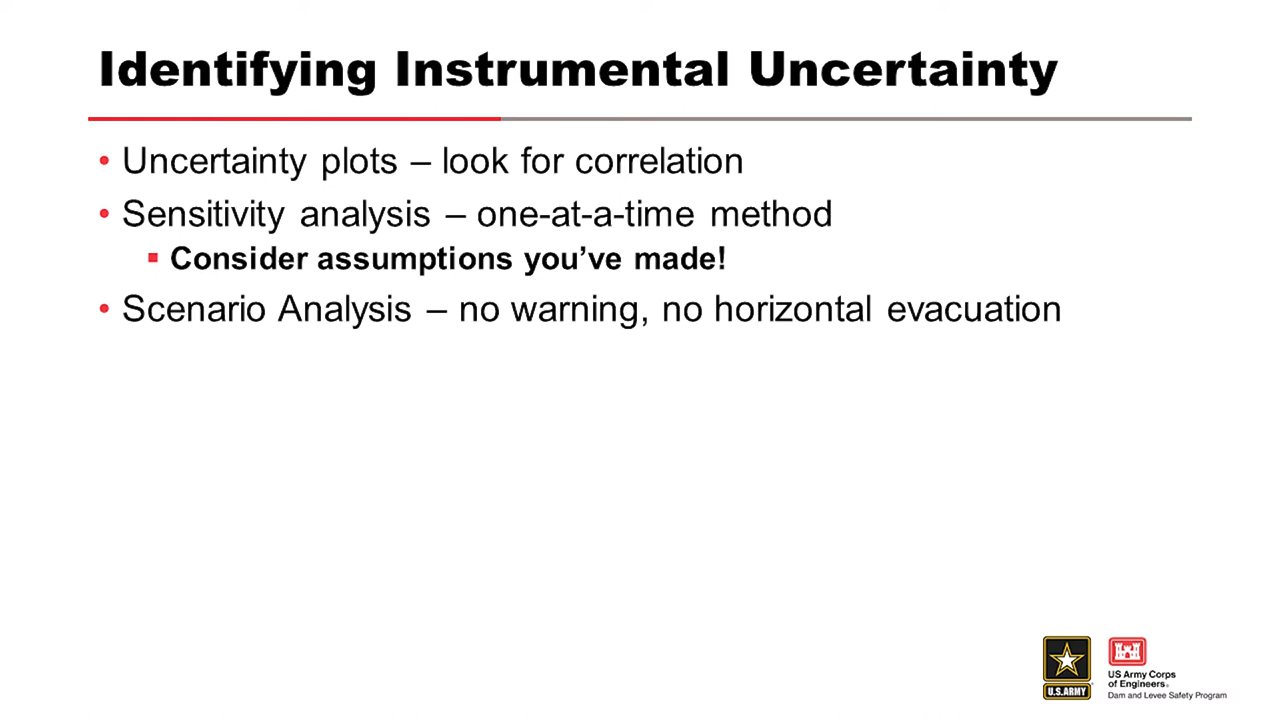 Identifying Instrumental Uncertainty
• Uncertainty plots – look for correlation
• Sensitivity analysis – one-at-a-time method
▪ Consider assumptions you’ve made!
• Scenario Analysis – no warning, no horizontal evacuation
U.S.ARMY
US Army Corps
of Engineers®
Dam and Levee Safety Program